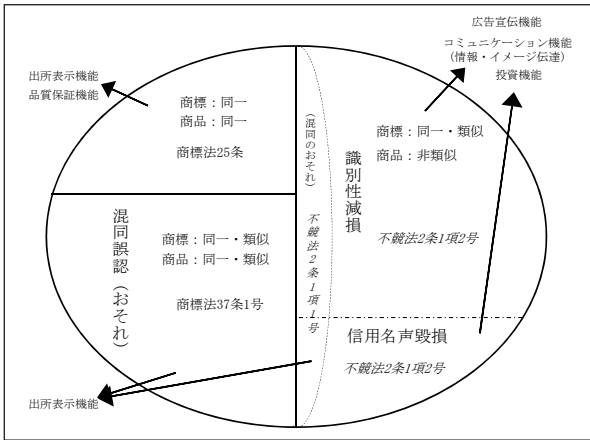 広告宣伝機能
コミュニケーション機能
(情報・イメージ伝達)
投資機能
出所表示機能
品質保証機能
商標：同一
商品：同一
商標法25条
混同誤認（おそれ）
商標：同一・類似
商品：同一・類似
商標法37条1号
（混同のおそれ）
不競法2条1項1号
識別性減損
商標：同一・類似
商品：非類似
不競法2条1項2号
信用名声毀損
不競法2条1項2号
出所表示機能